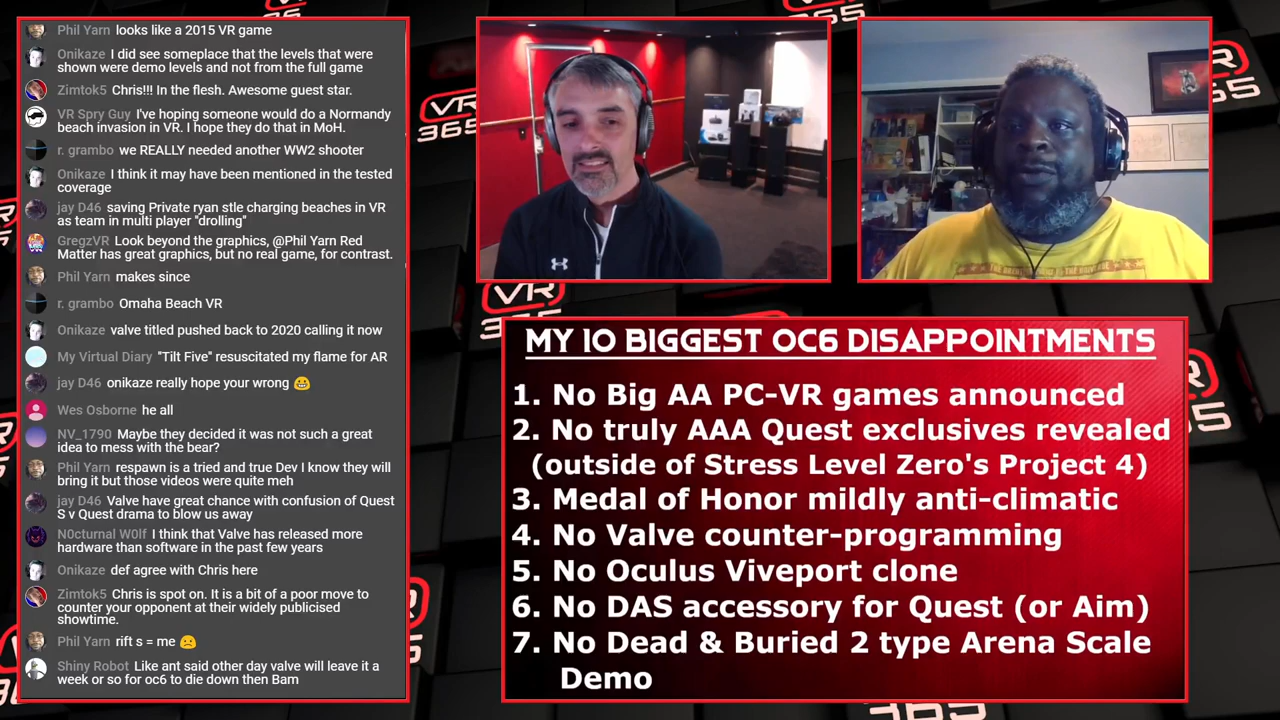 Phil Yarn looks like a 2015 VR game
Onikaze I did see someplace that the levels that were
shown were demo levels and not from the full game
Zimtok5 Chris!!! In the flesh. Awesome guest star.
VR Spry Guy I've hoping someone would do a Normandy
beach invasion in VR. I hope they do that in MoH.
r. grambo we REALLY needed another WW2 shooter
Onikaze I think it may have been mentioned in the tested
coverage
jay D46 saving Private ryan stle charging beaches in VR
as team in multi player "drolling"
GregzVR Look beyond the graphics, @Phil Yarn Red
Matter has great graphics, but no real game, for contrast.
Phil Yarn makes since
r. grambo Omaha Beach VR
Onikaze valve titled pushed back to 2020 calling it now
My Virtual Diary "Tilt Five" resuscitated my flame for AR
jay D46 onikaze really hope your wrong 😀
Wes Osborne he all
NV_1790 Maybe they decided it was not such a great
idea to mess with the bear?
Phil Yarn respawn is a tried and true Dev I know they will
bring it but those videos were quite meh
jay D46 Valve have great chance with confusion of Quest
S v Quest drama to blow us away
N0cturnal W0lf I think that Valve has released more
hardware than software in the past few years
Onikaze def agree with Chris here
Zimtok5 Chris is spot on. It is a bit of a poor move to
counter your opponent at their widely publicised
showtime.
Phil Yarn rift s = me 🙁
Shiny Robot Like ant said other day valve will leave it a
week or so for oc6 to die down then Bam
VR
365
MY 10 BIGGEST OC6 DISAPPOINTMENTS
1. No Big AA PC-VR games announced
2. No truly AAA Quest exclusives revealed
(outside of Stress Level Zero's Project 4)
3. Medal of Honor mildly anti-climatic
4. No Valve counter-programming
5. No Oculus Viveport clone
6. No DAS accessory for Quest (or Aim)
7. No Dead & Buried 2 type Arena Scale
Demo